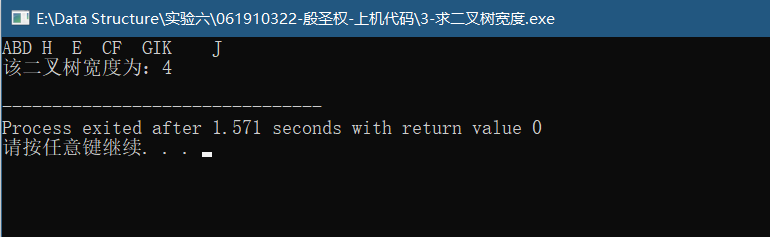 E:\Data Structure\实验六\061910322-殷圣权-上机代码\3-求二叉树宽度.exe
ABD H  E  CF  GIK    J
该二叉树宽度为：4
--------------------------------
Process exited after 1.571 seconds with return value 0
请按任意键继续. . .